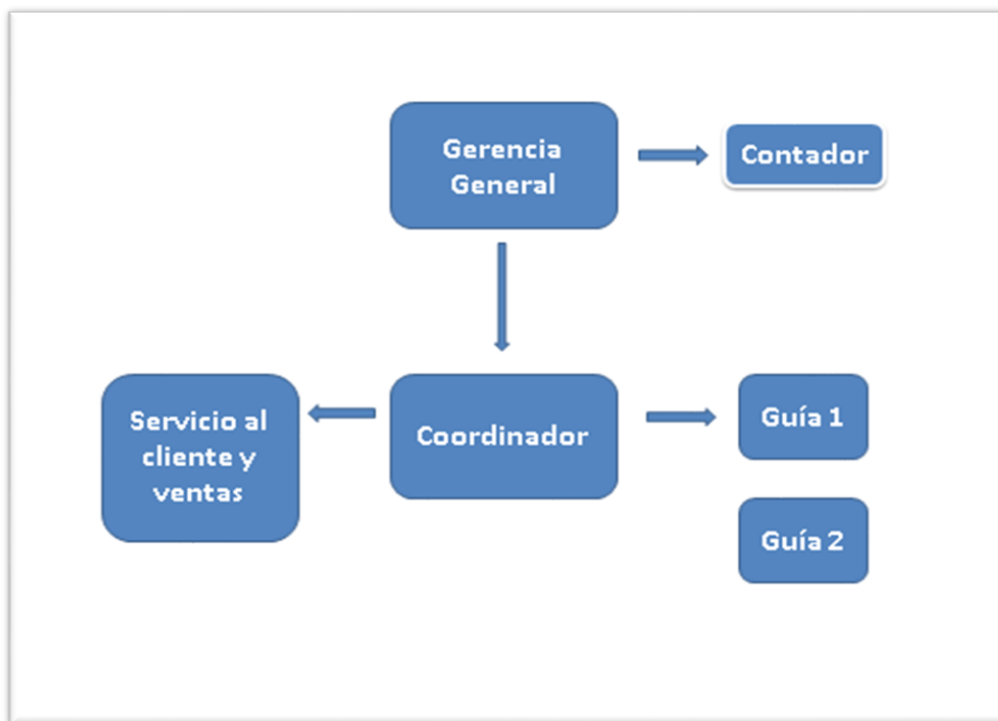 Gerencia
General
Contador
Servicio al
cliente y
ventas
Coordinador
Guía 1
Guía 2